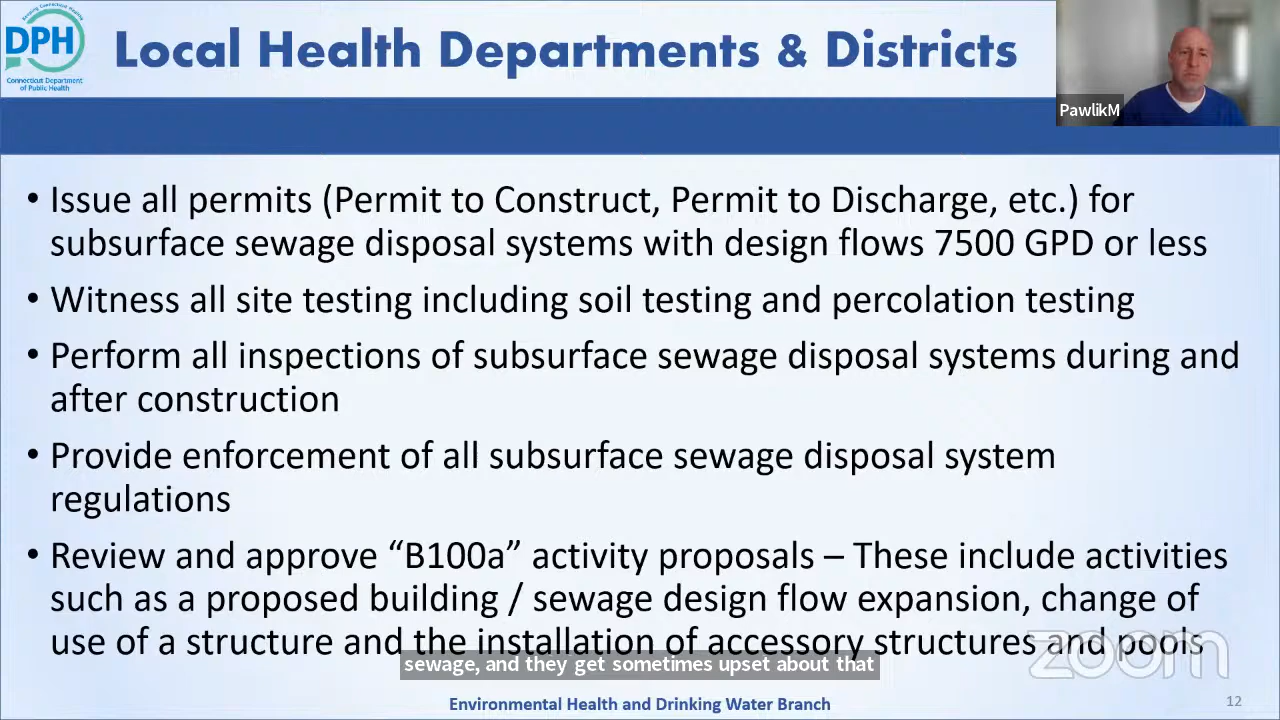 Keeping Connecticut Healthy
DPH
Connecticut Department
of Public Health
Local Health Departments & Districts
PawlikM
• Issue all permits (Permit to Construct, Permit to Discharge, etc.) for
subsurface sewage disposal systems with design flows 7500 GPD or less
• Witness all site testing including soil testing and percolation testing
• Perform all inspections of subsurface sewage disposal systems during and
after construction
• Provide enforcement of all subsurface sewage disposal system
regulations
• Review and approve “B100a” activity proposals – These include activities
such as a proposed building / sewage design flow expansion, change of
use of a structure and the installation of accessory structures and pools
sewage, and they get sometimes upset about that
zoom
Environmental Health and Drinking Water Branch
12